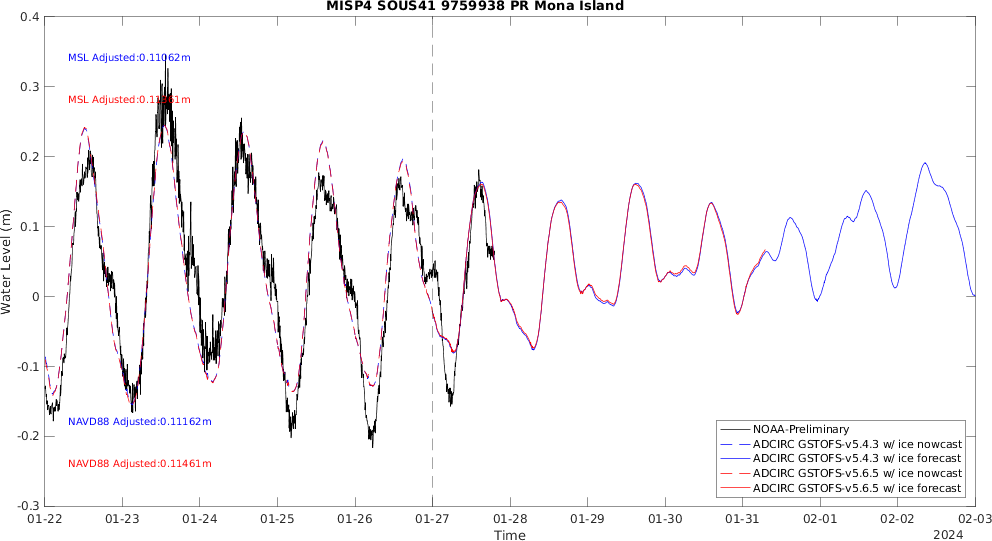 MISP4 SOUS41 9759938 PR Mona Island
0.4
0.3
0.2
0.1
0
-0.1
-0.2
-0.3
Water Level (m)
MSL Adjusted:0.11062m
MSL
NAVD88 Adjusted:0.11162m
NAVD88 Adjusted:0.11461m
NOAA-Preliminary
ADCIRC GSTOFS-v5.4.3 w/ ice nowcast
ADCIRC GSTOFS-v5.4.3 w/ ice forecast
ADCIRC GSTOFS-v5.6.5 w/ ice nowcast
ADCIRC GSTOFS-v5.6.5 w/ ice forecast
01-22 01-23 01-24 01-25 01-26 01-27 01-28 01-29 01-30 01-31 02-01 02-02 02-03
Time
2024